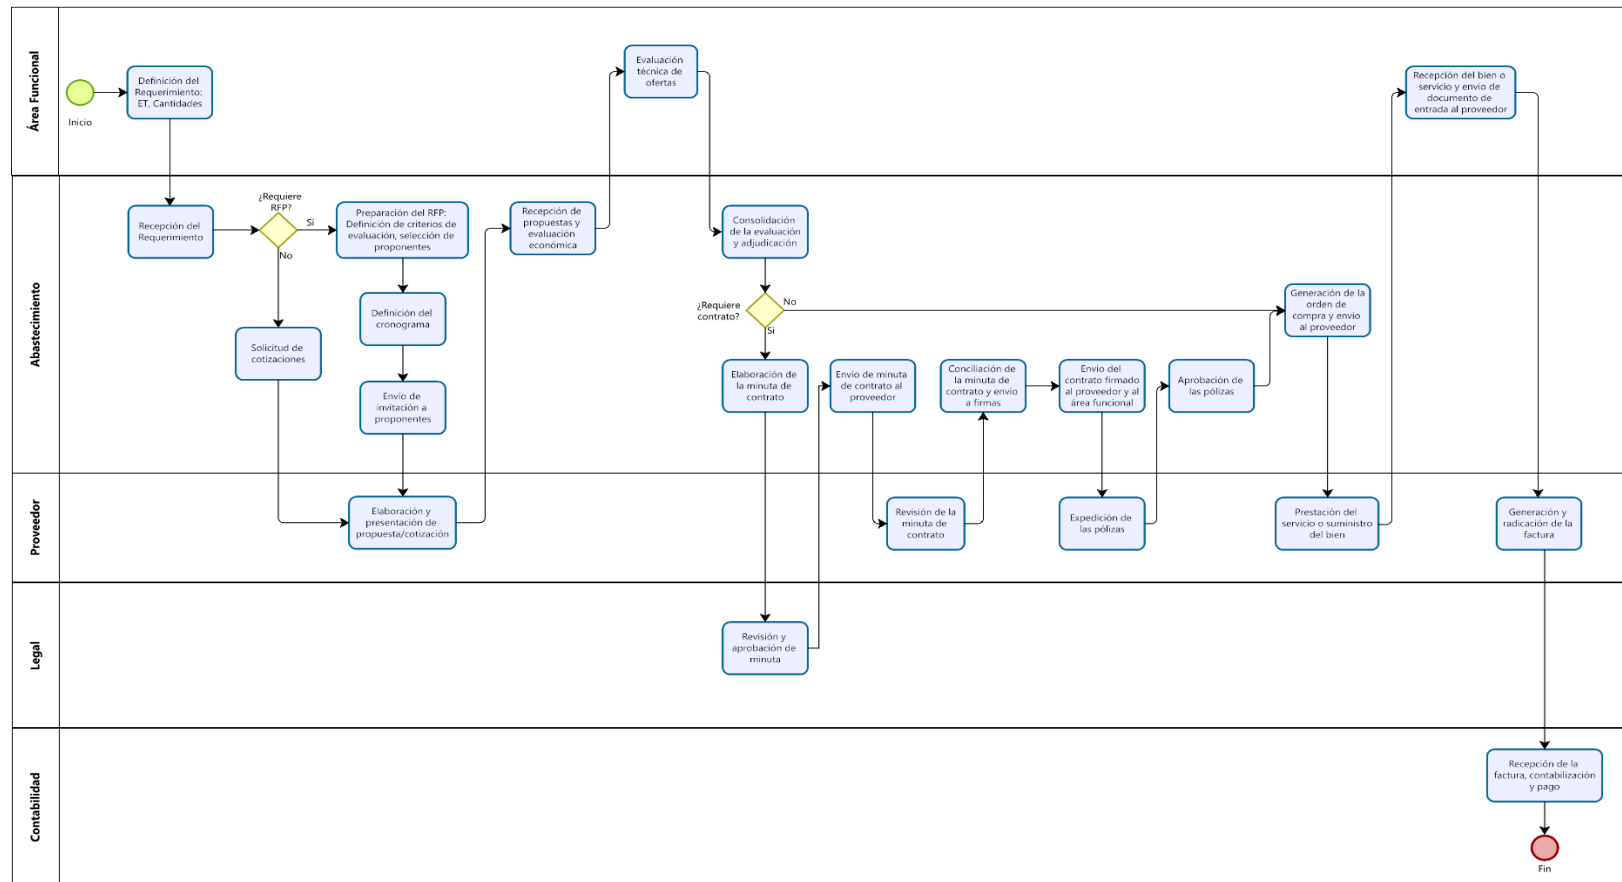 Área Funcional
Inicio
Definición del
Requerimiento:
ET, Cantidades
Evaluación
técnica de
ofertas
Recepción del bien o
servicio y envio de
documento de
entrada al proveedor
Abastecimiento
Recepción del
Requerimiento
¿Requiere
RFP?
Si
No
Preparación del RFP:
Definición de criterios de
evaluación, selección de
proponentes
Definición del
cronograma
Solicitud de
cotizaciones
Envío de
invitación a
proponentes
Recepción de
propuestas y
evaluación
económica
Consolidación
de la evaluación
y adjudicación
¿Requiere
contrato?
No
Si
Elaboración de
la minuta de
contrato
Envío de minuta
de contrato al
proveedor
Conciliación de
la minuta de
contrato y envío
a firmas
Envío del
contrato firmado
al proveedor y al
área funcional
Aprobación de
las pólizas
Generación de la
orden de
compra y envio
al proveedor
Proveedor
Elaboración y
presentación de
propuesta/cotización
Revisión de la
minuta de
contrato
Expedición de
las pólizas
Prestación del
servicio o suministro
del bien
Generación y
radicación de la
factura
Legal
Revisión y
aprobación de
minuta
Contabilidad
Recepción de la
factura, contabilización
y pago
Fin